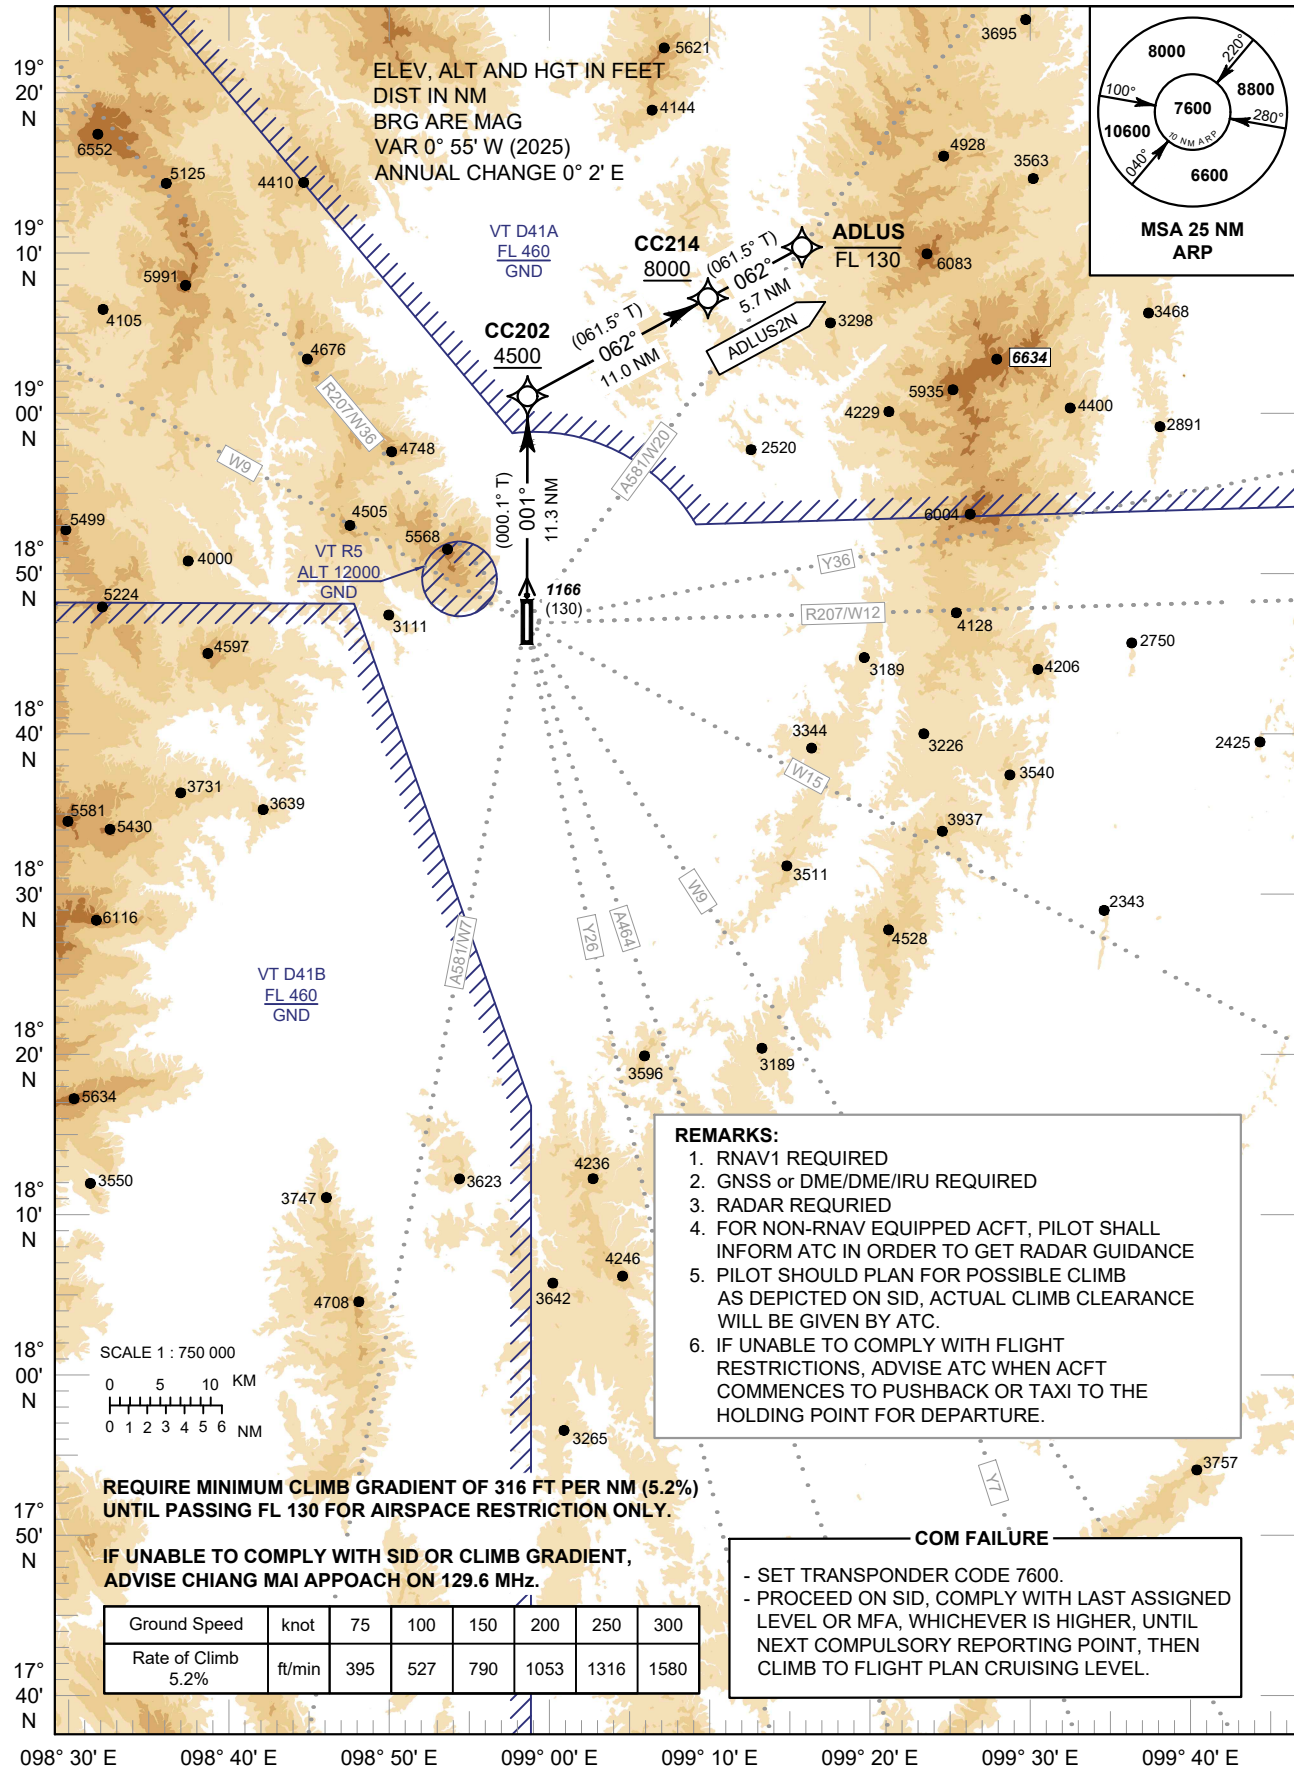 ELEV, ALT AND HGT IN FEET
DIST IN NM
BRG ARE MAG
VAR 0° 55' W (2025)
ANNUAL CHANGE 0° 2' E
8000
8800
7600
10600
6600
220°
100°
280°
040°
10 NM ARP
MSA 25 NM
ARP
19°
20'
N
19°
10'
N
19°
00'
N
18°
50'
N
18°
40'
N
18°
30'
N
18°
20'
N
18°
10'
N
18°
00'
N
17°
50'
N
17°
40'
N
5621
3695
4144
6552
5125
4410
4928
3563
VT D41A
FL 460
GND
CC214
8000
ADLUS
FL 130
(061.5° T)
062°
5.7 NM
6083
5991
4105
CC202
4500
(061.5° T)
062°
11.0 NM
ADLUS2N
3298
3468
4676
6634
5935
4229
4400
2891
R207/W36
W9
4748
A581/W20
2520
(000.1° T)
001°
11.3 NM
5499
4505
5568
6004
4000
VT R5
ALT 12000
GND
Y36
1166
(130)
5224
3111
R207/W12
4128
4597
3189
4206
2750
3344
3226
2425
W15
3540
3731
3639
5581
5430
3937
3511
W9
2343
6116
A581/W7
Y26
A464
4528
VT D41B
FL 460
GND
3596
3189
5634
3550
3747
3623
4236
4246
3642
4708
3265
REMARKS:
1. RNAV1 REQUIRED
2. GNSS or DME/DME/IRU REQUIRED
3. RADAR REQURIED
4. FOR NON-RNAV EQUIPPED ACFT, PILOT SHALL
INFORM ATC IN ORDER TO GET RADAR GUIDANCE
5. PILOT SHOULD PLAN FOR POSSIBLE CLIMB
AS DEPICTED ON SID, ACTUAL CLIMB CLEARANCE
WILL BE GIVEN BY ATC.
6. IF UNABLE TO COMPLY WITH FLIGHT
RESTRICTIONS, ADVISE ATC WHEN ACFT
COMMENCES TO PUSHBACK OR TAXI TO THE
HOLDING POINT FOR DEPARTURE.
SCALE 1 : 750 000
0 5 10 KM
0 1 2 3 4 5 6 NM
3757
Y7
REQUIRE MINIMUM CLIMB GRADIENT OF 316 FT PER NM (5.2%)
UNTIL PASSING FL 130 FOR AIRSPACE RESTRICTION ONLY.
IF UNABLE TO COMPLY WITH SID OR CLIMB GRADIENT,
ADVISE CHIANG MAI APPOACH ON 129.6 MHz.
Ground Speed knot 75 100 150 200 250 300
Rate of Climb
5.2% ft/min 395 527 790 1053 1316 1580
COM FAILURE
- SET TRANSPONDER CODE 7600.
- PROCEED ON SID, COMPLY WITH LAST ASSIGNED
LEVEL OR MFA, WHICHEVER IS HIGHER, UNTIL
NEXT COMPULSORY REPORTING POINT, THEN
CLIMB TO FLIGHT PLAN CRUISING LEVEL.
098° 30' E 098° 40' E 098° 50' E 099° 00' E 099° 10' E 099° 20' E 099° 30' E 099° 40' E